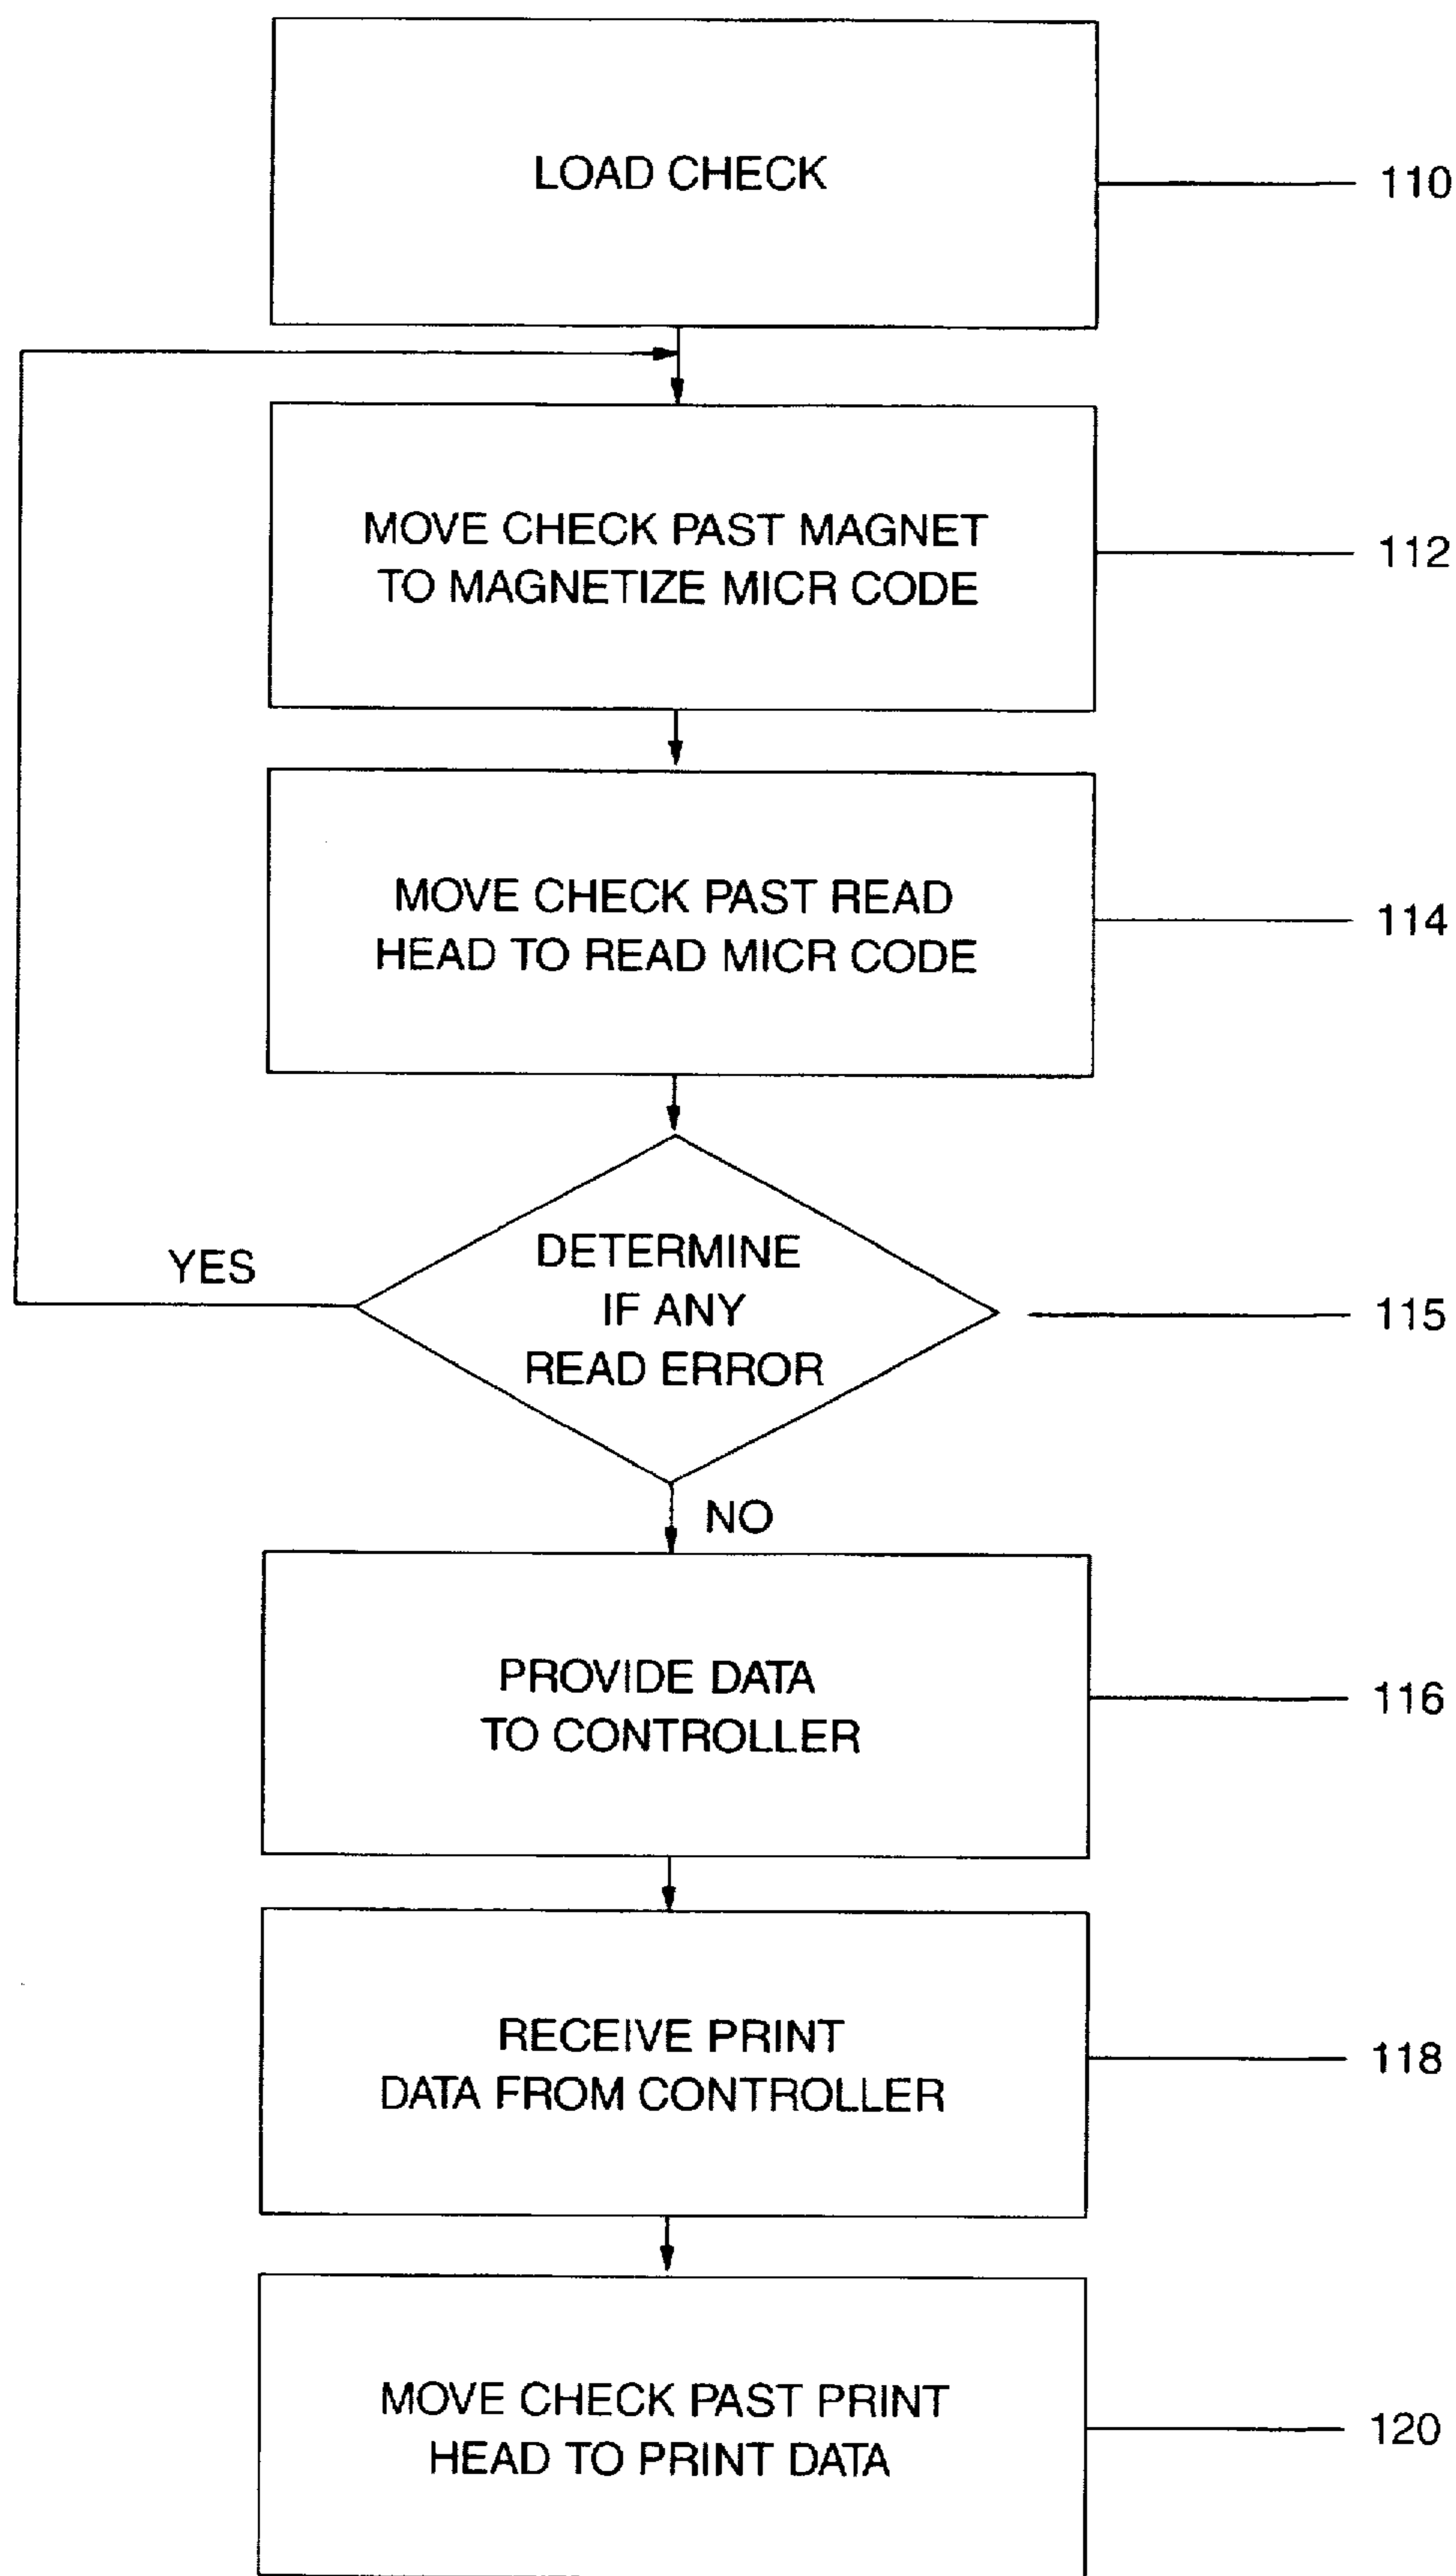 LOAD CHECK
110
MOVE CHECK PAST MAGNET
TO MAGNETIZE MICR CODE
112
MOVE CHECK PAST READ
HEAD TO READ MICR CODE
114
DETERMINE
IF ANY
READ ERROR
YES
115
NO
PROVIDE DATA
TO CONTROLLER
116
RECEIVE PRINT
DATA FROM CONTROLLER
118
MOVE CHECK PAST PRINT
HEAD TO PRINT DATA
120